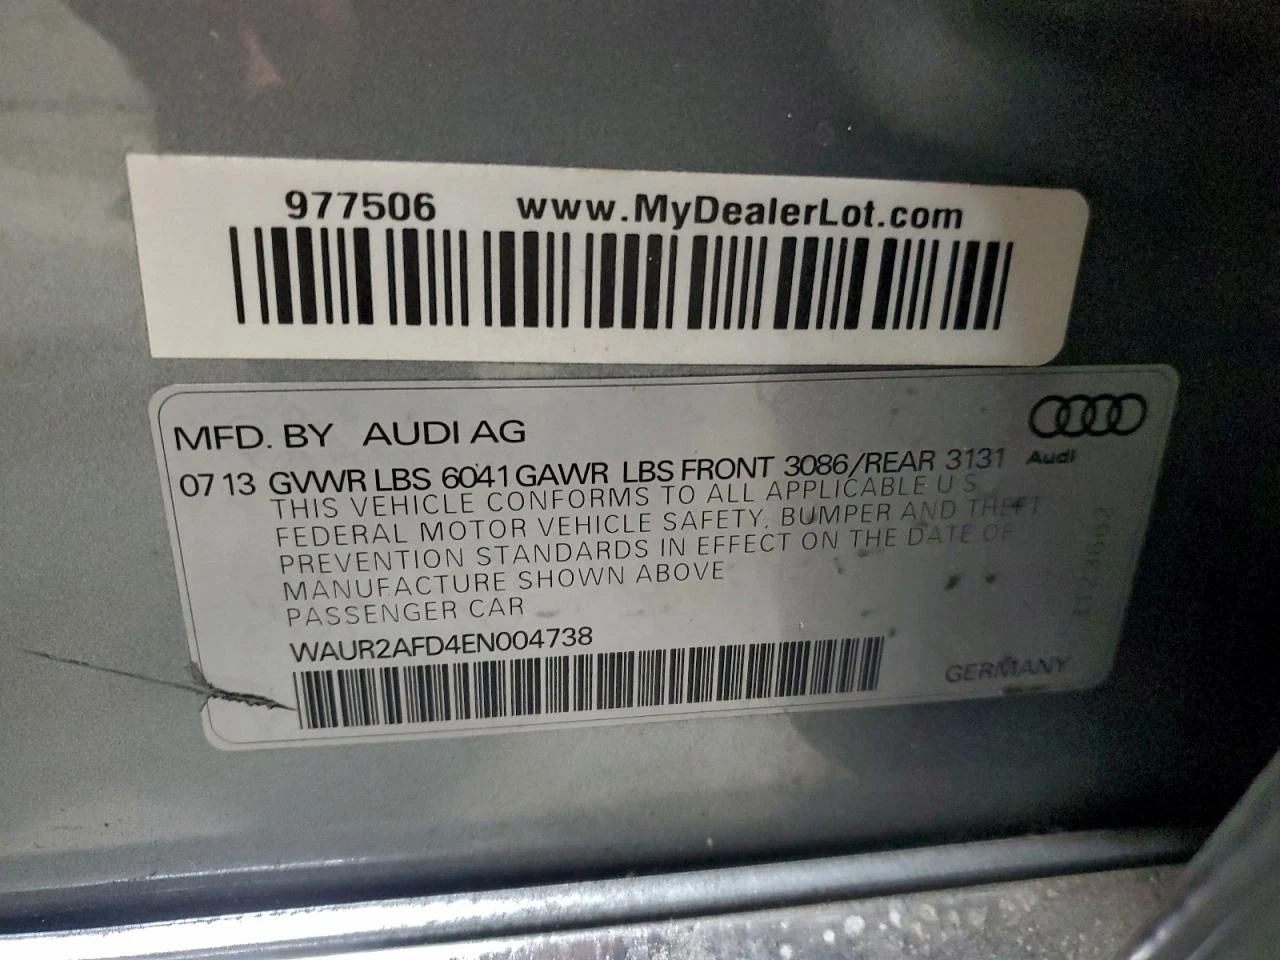 977506 www.MyDealerLot.com
MFD. BY AUDI AG
07 13 GVWR LBS 6041 GAWR LBS FRONT 3086/REAR 3131 Audi
THIS VEHICLE CONFORMS TO ALL APPLICABLE U S
FEDERAL MOTOR VEHICLE SAFETY, BUMPER AND THEFT
PREVENTION STANDARDS IN EFFECT ON THE DATE OF
MANUFACTURE SHOWN ABOVE
PASSENGER CAR
WAUR2AFD4EN004738
GERMANY